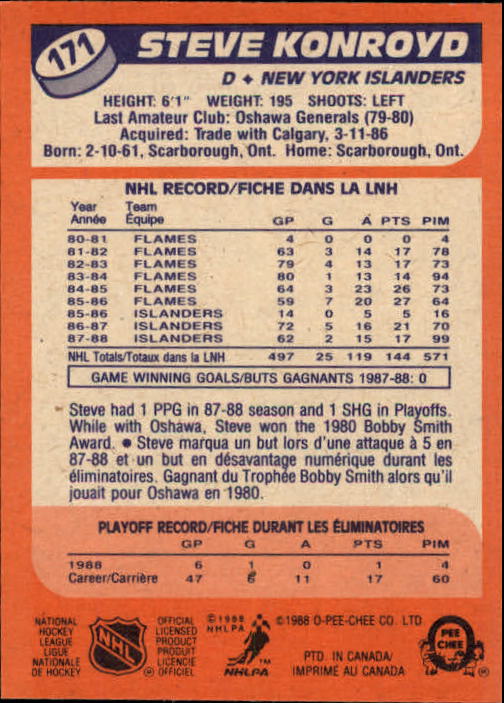 171
STEVE KONROYD
D ♦ NEW YORK ISLANDERS
HEIGHT: 6'1" WEIGHT: 195 SHOOTS: LEFT
Last Amateur Club: Oshawa Generals (79-80)
Acquired: Trade with Calgary, 3-11-86
Born: 2-10-61, Scarborough, Ont. Home: Scarborough, Ont.
NHL RECORD/FICHE DANS LA LNH
Year Team
Année Équipe GP G A PTS PIM
80-81 FLAMES 4 0 0 0 4
81-82 FLAMES 63 3 14 17 78
82-83 FLAMES 79 4 13 17 73
83-84 FLAMES 80 1 13 14 94
84-85 FLAMES 64 3 23 26 73
85-86 FLAMES 59 7 20 27 64
85-86 ISLANDERS 14 0 5 5 16
86-87 ISLANDERS 72 5 16 21 70
87-88 ISLANDERS 62 2 15 17 99
NHL Totals/Totaux dans la LNH 497 25 119 144 571
GAME WINNING GOALS/BUTS GAGNANTS 1987-88: 0
Steve had 1 PPG in 87-88 season and 1 SHG in Playoffs.
While with Oshawa, Steve won the 1980 Bobby Smith
Award. ● Steve marqua un but lors d'une attaque à 5 en
87-88 et un but en désavantage numérique durant les
éliminatoires. Gagnant du Trophée Bobby Smith alors qu'il
jouait pour Oshawa en 1980.
PLAYOFF RECORD/FICHE DURANT LES ÉLIMINATOIRES
GP G A PTS PIM
1988 6 1 0 1 4
Career/Carrière 47 6 11 17 60
NATIONAL
HOCKEY
LEAGUE
LIGUE
NATIONALE
DE HOCKEY
NHL
OFFICIAL
LICENSED
PRODUCT
PRODUIT
LICENCIÉ
® OFFICIEL
© 1988
NHLPA
NHLPA
™
© 1988 O-PEE-CHEE CO. LTD
PTD. IN CANADA/
IMPRIMÉ AU CANADA
O
PEE
CHEE